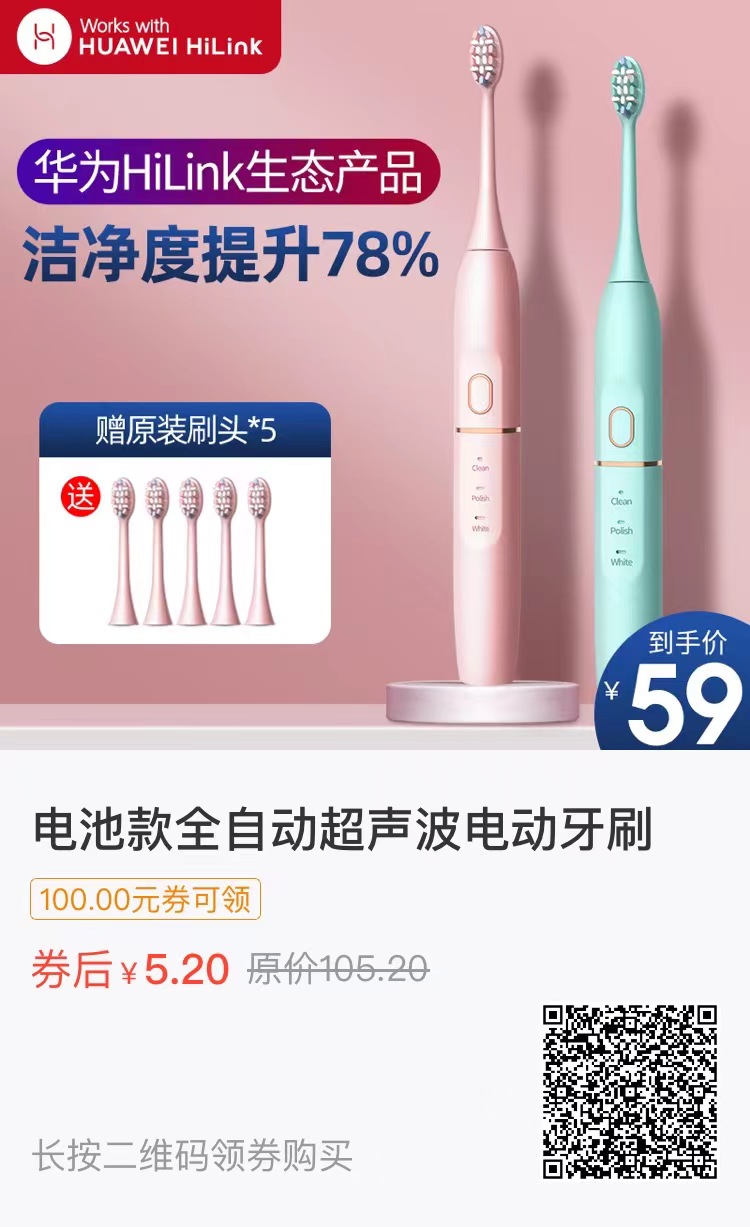 Works with
HUAWEI HiLink
华为HiLink生态产品
洁净度提升78%
赠原装刷头*5
送
Clean
Polish
White
Clean
Polish
White
到手价
¥59
电池款全自动超声波电动牙刷
100.00元券可领
券后¥5.20 原价105.20
长按二维码领券购买